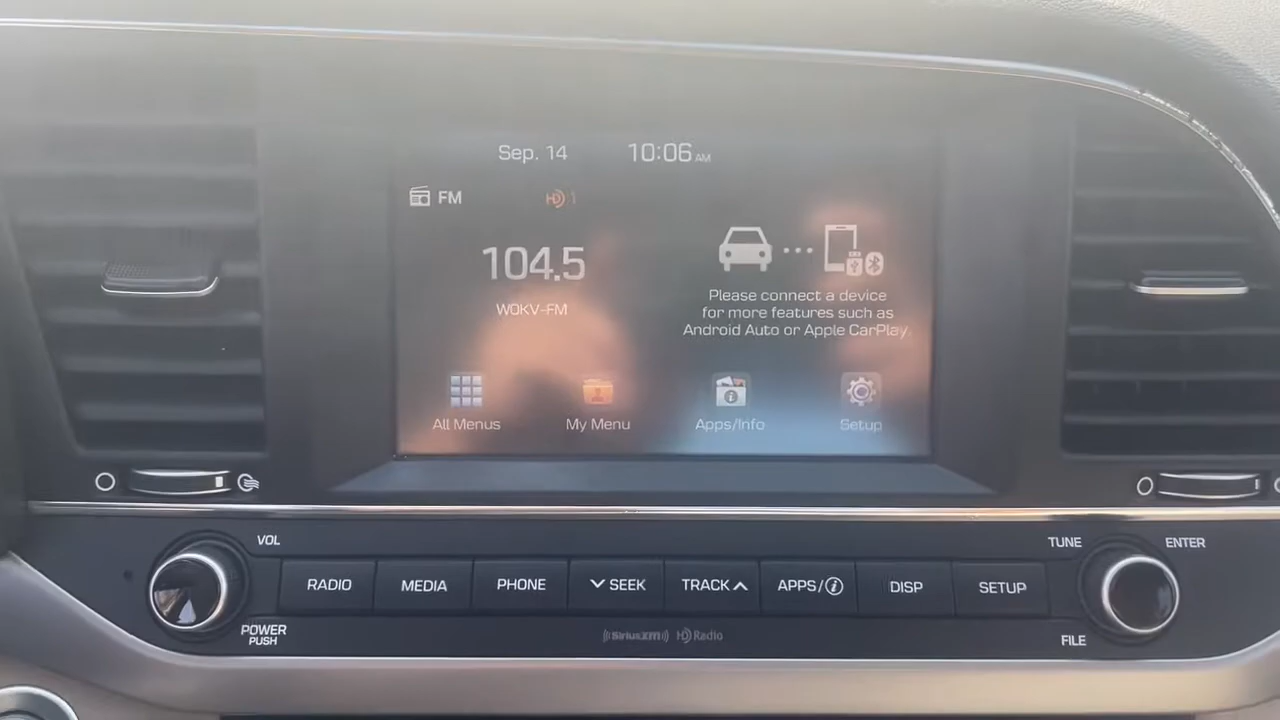 Sep. 14 10:06 AM
FM HD 1
104.5
WOKV-FM
Please connect a device
for more features such as
Android Auto or Apple CarPlay.
All Menus My Menu Apps/Info Setup
VOL TUNE ENTER
RADIO MEDIA PHONE SEEK TRACK APPS/i DISP SETUP
POWER
PUSH
SiriusXM HD Radio FILE